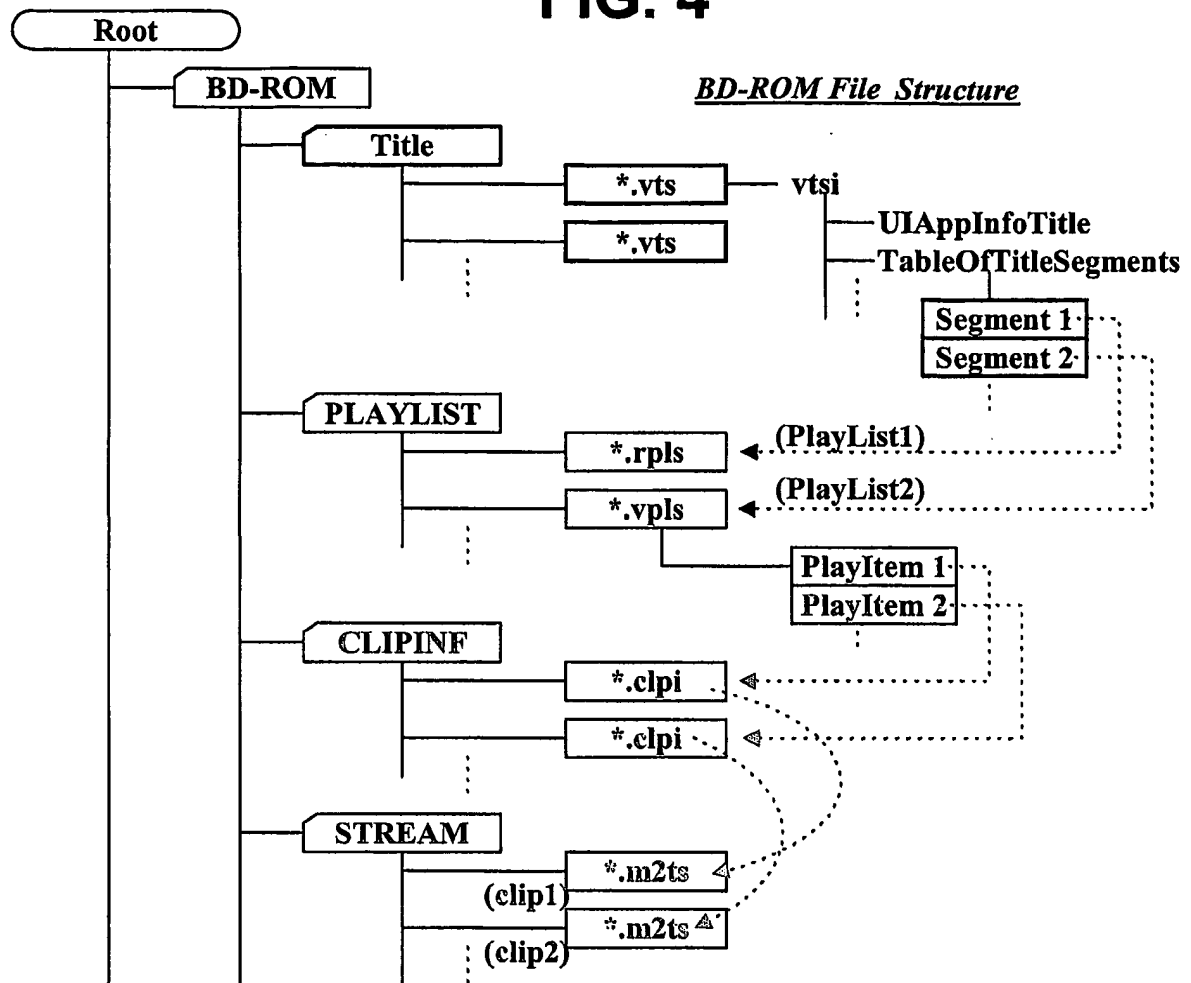 FIG. 4
Root
BD-ROM
BD-ROM File Structure
Title
*.vts
vtsi
*.vts
UIAppInfoTitle
TableOfTitleSegments
Segment 1
Segment 2
PLAYLIST
*.rpls
(PlayList1)
*.vpls
(PlayList2)
PlayItem 1
PlayItem 2
CLIPINF
*.clpi
*.clpi
STREAM
*.m2ts
(clip1)
*.m2ts
(clip2)